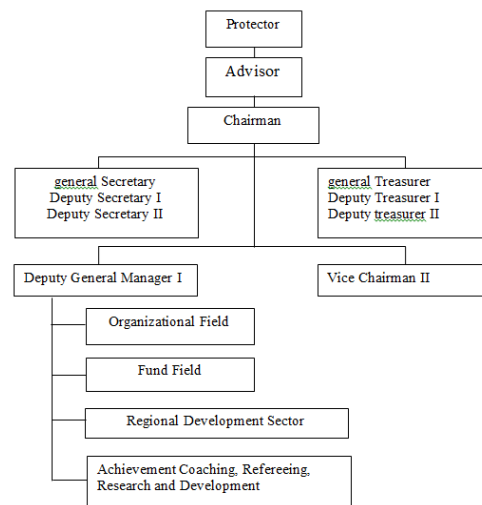 Protector
Advisor
Chairman
general Secretary
Deputy Secretary I
Deputy Secretary II
general Treasurer
Deputy Treasurer I
Deputy treasurer II
Deputy General Manager I
Vice Chairman II
Organizational Field
Fund Field
Regional Development Sector
Achievement Coaching, Refereeing,
Research and Development